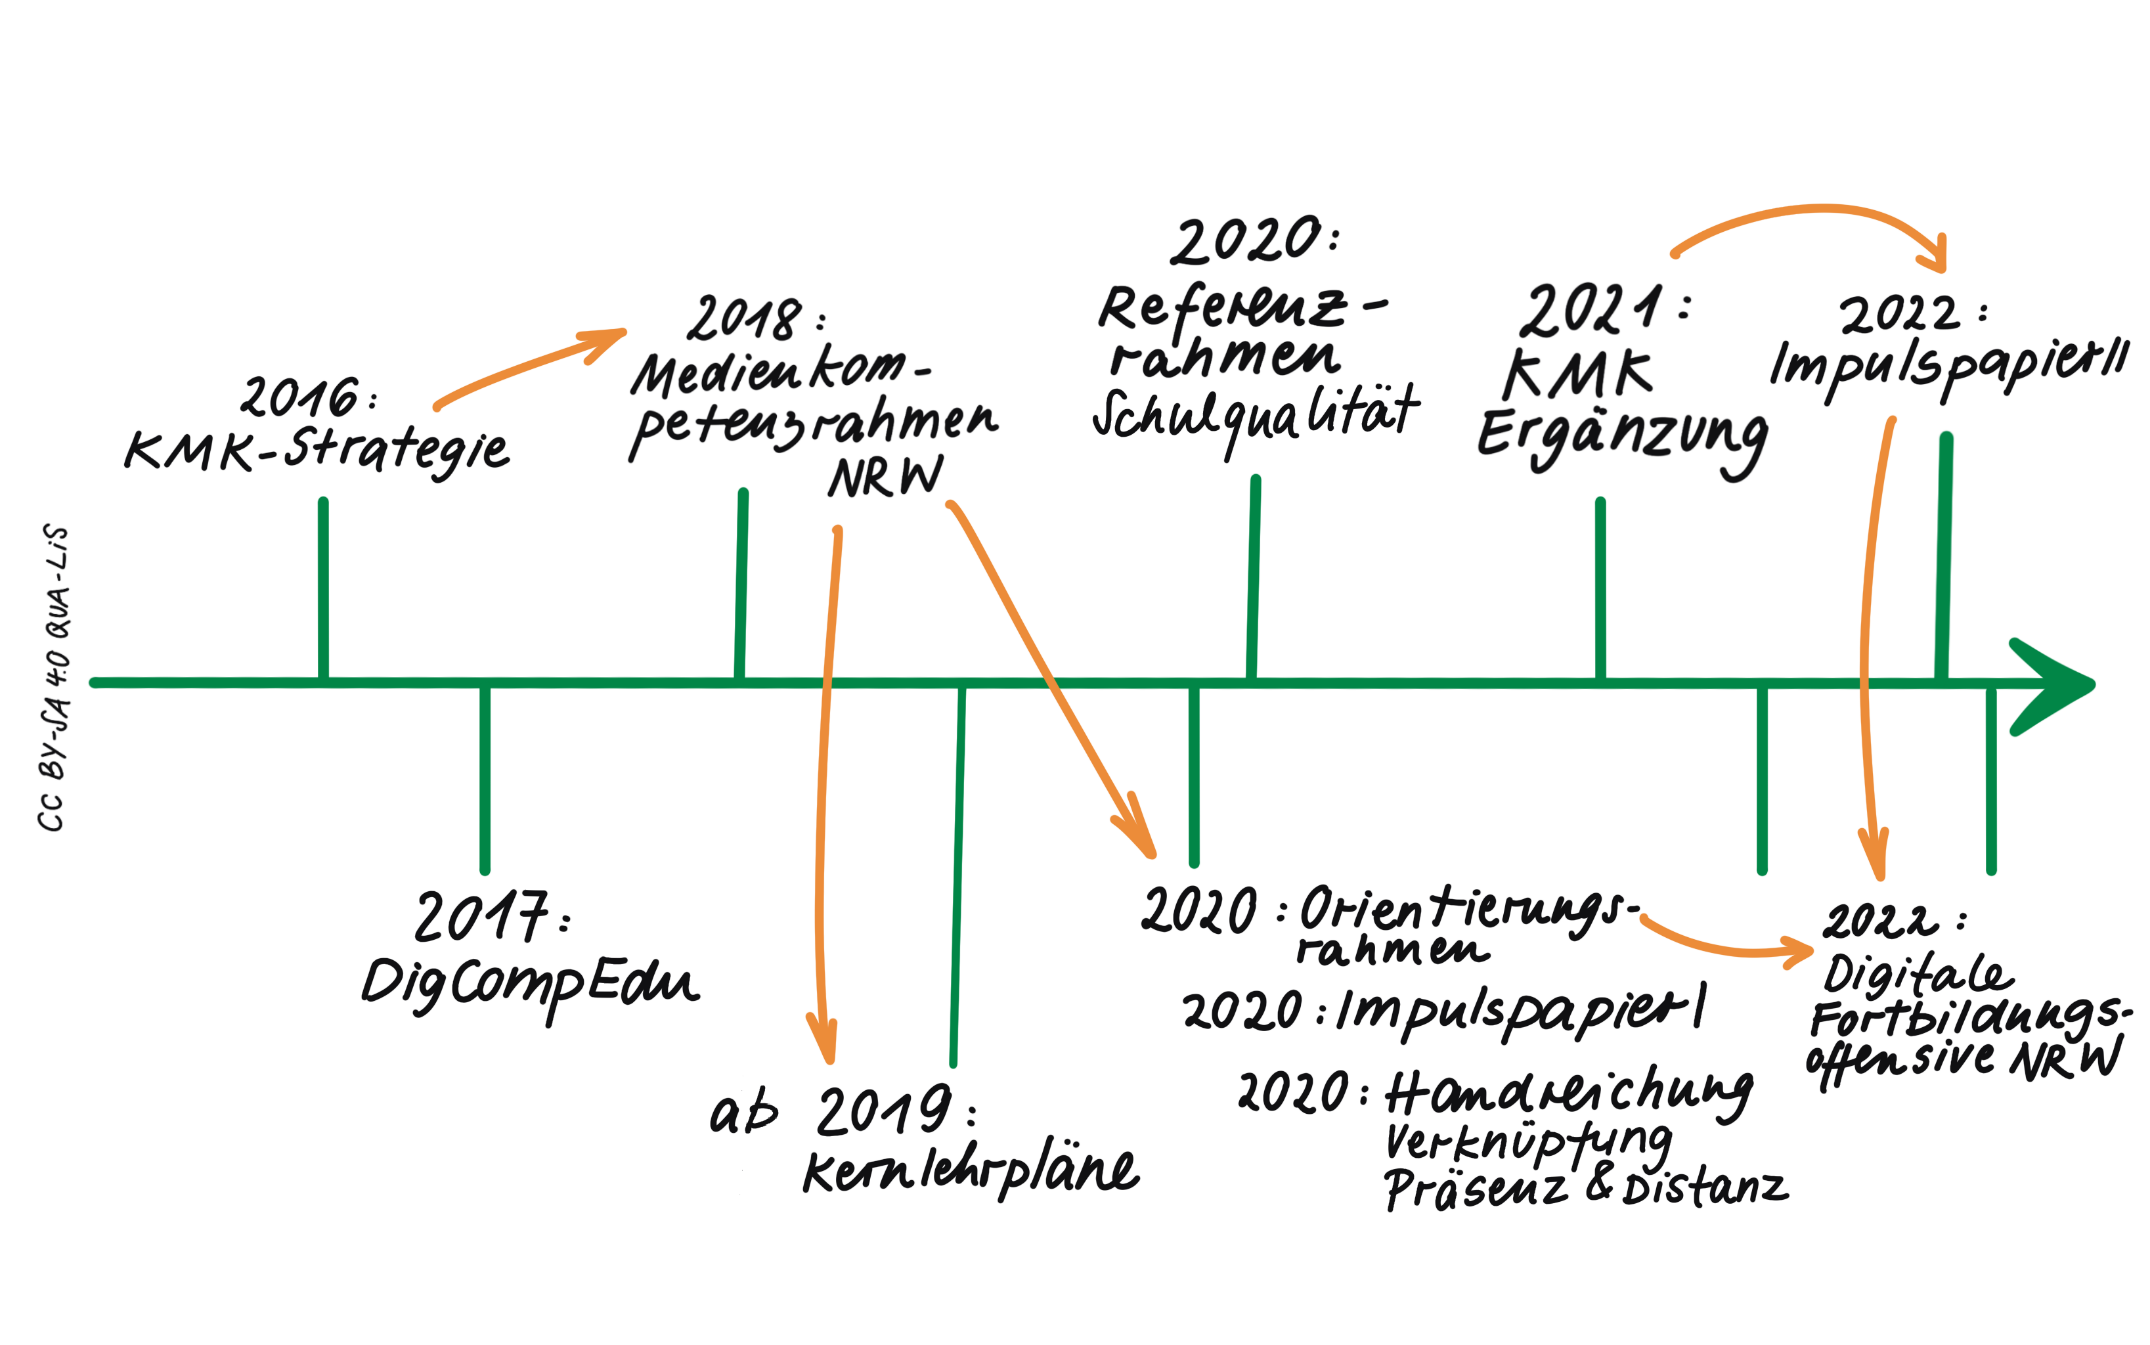 2016:
KMK-Strategie
2018:
Medienkom-
petenzrahmen
NRW
2020:
Referenz-
rahmen
Schulqualität
2021:
KMK
Ergänzung
2022:
Impulspapier II
CC BY-SA 4.0 QUA-LiS
2017:
DigCompEdu
ab 2019:
Kernlehrpläne
2020: Orientierungs-
rahmen
2020: Impulspapier I
2020: Handreichung
Verknüpfung
Präsenz & Distanz
2022:
Digitale
Fortbildungs-
offensive NRW